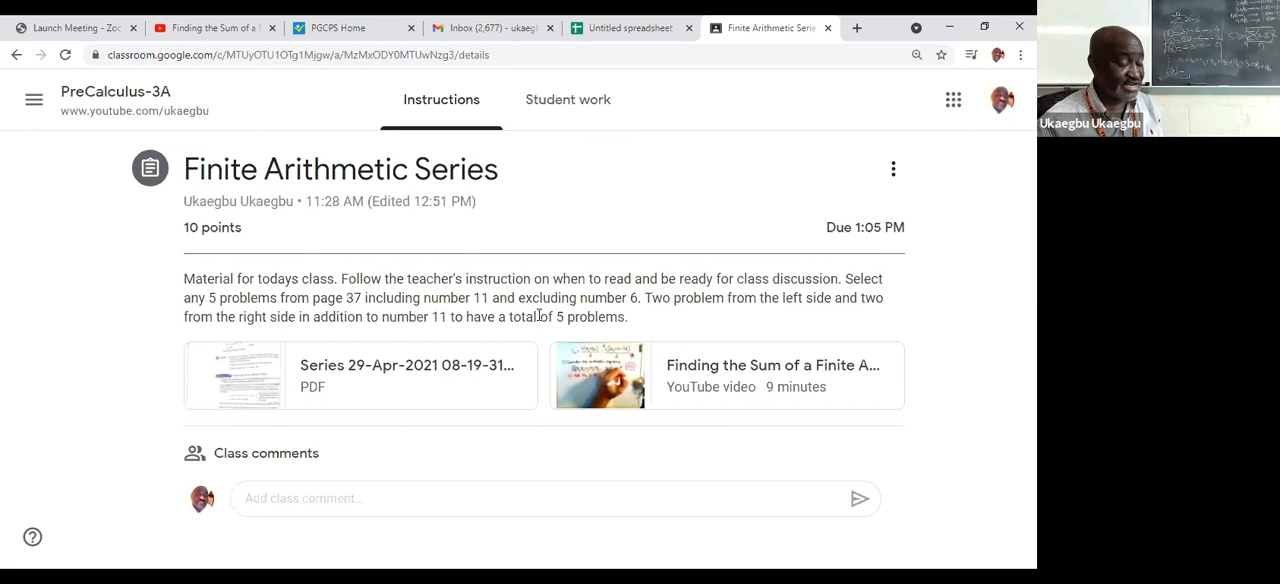 Launch Meeting - Zoo
Finding the Sum of a F
PGCPS Home
Inbox (2,677) - ukaegb
Untitled spreadsheet -
Finite Arithmetic Serie
classroom.google.com/c/MTUyOTU1OTg1Mjgw/a/MzMxODY0MTUwNzg3/details
PreCalculus-3A
www.youtube.com/ukaegbu
Instructions
Student work
Finite Arithmetic Series
Ukaegbu Ukaegbu • 11:28 AM (Edited 12:51 PM)
10 points
Due 1:05 PM
Material for todays class. Follow the teacher's instruction on when to read and be ready for class discussion. Select
any 5 problems from page 37 including number 11 and excluding number 6. Two problem from the left side and two
from the right side in addition to number 11 to have a total of 5 problems.
Series 29-Apr-2021 08-19-31...
PDF
Finding the Sum of a Finite A...
YouTube video 9 minutes
Class comments
Add class comment...
Ukaegbu Ukaegbu